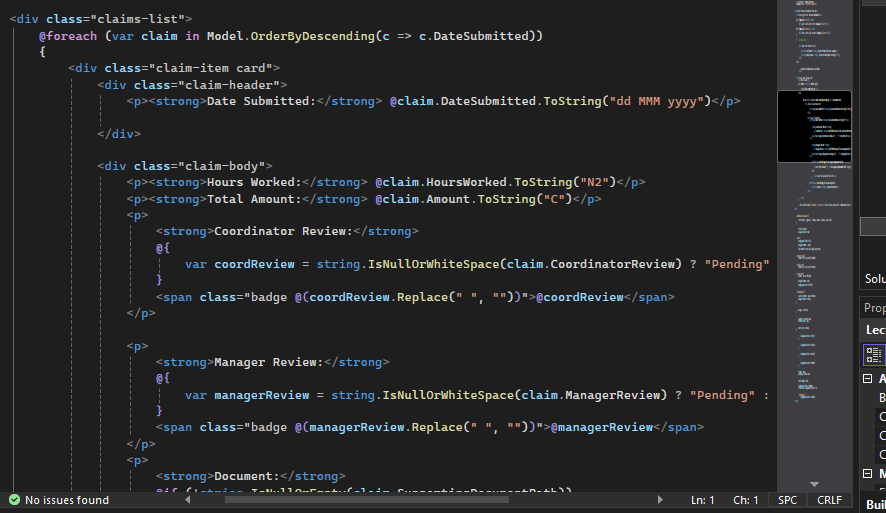 <div class="claims-list">
@foreach (var claim in Model.OrderByDescending(c => c.DateSubmitted))
{
<div class="claim-item card">
<div class="claim-header">
<p><strong>Date Submitted:</strong> @claim.DateSubmitted.ToString("dd MMM yyyy")</p>
</div>
<div class="claim-body">
<p><strong>Hours Worked:</strong> @claim.HoursWorked.ToString("N2")</p>
<p><strong>Total Amount:</strong> @claim.Amount.ToString("C")</p>
<p>
<strong>Coordinator Review:</strong>
@{
var coordReview = string.IsNullOrWhiteSpace(claim.CoordinatorReview) ? "Pending"
}
<span class="badge @(coordReview.Replace(" ", ""))">@coordReview</span>
</p>
<p>
<strong>Manager Review:</strong>
@{
var managerReview = string.IsNullOrWhiteSpace(claim.ManagerReview) ? "Pending" :
}
<span class="badge @(managerReview.Replace(" ", ""))">@managerReview</span>
</p>
<p>
<strong>Document:</strong>
@if (!string.IsNullOrEmpty(claim.SupportingDocumentPath))
No issues found
Ln: 1 Ch: 1 SPC CRLF
Solu
Prop
Lec
A
B
C
C
C
M
Buil